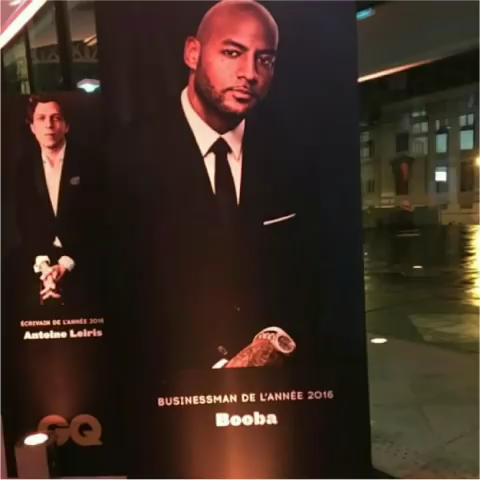 ÉCRIVAIN DE L'ANNÉE 2016
Antoine Leiris
GQ
BUSINESSMAN DE L'ANNÉE 2016
Booba